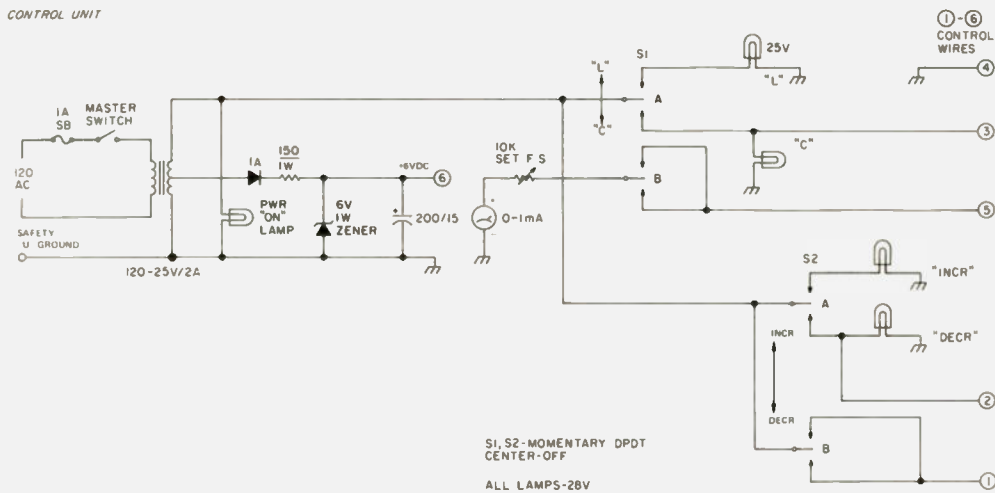 CONTROL UNIT
①-⑥
CONTROL
WIRES
1A
SB
MASTER
SWITCH
120
AC
SAFETY
U GROUND
120-25V/2A
PWR
"ON"
LAMP
1A
150
1W
6V
1W
ZENER
+6VDC
⑥
+
200/15
10K
SET F S
+
0-1mA
-
"L"
"C"
S1
A
B
25V
"L"
④
③
"C"
⑤
S2
A
"INCR"
"DECR"
INCR
DECR
②
B
①
S1, S2-MOMENTARY DPDT
CENTER-OFF
ALL LAMPS-28V